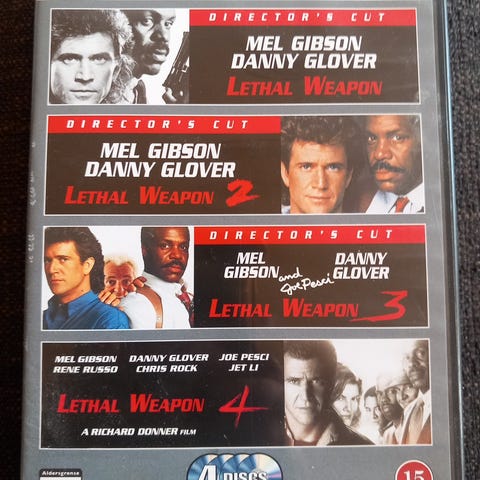 DIRECTOR'S CUT
MEL GIBSON
DANNY GLOVER
LETHAL WEAPON
DIRECTOR'S CUT
MEL GIBSON
DANNY GLOVER
LETHAL WEAPON 2
DIRECTOR'S CUT
MEL GIBSON DANNY GLOVER
and Joe Pesci
LETHAL WEAPON 3
MEL GIBSON DANNY GLOVER JOE PESCI
RENE RUSSO CHRIS ROCK JET LI
LETHAL WEAPON 4
A RICHARD DONNER FILM
4 DISCS
Aldersgrense
15